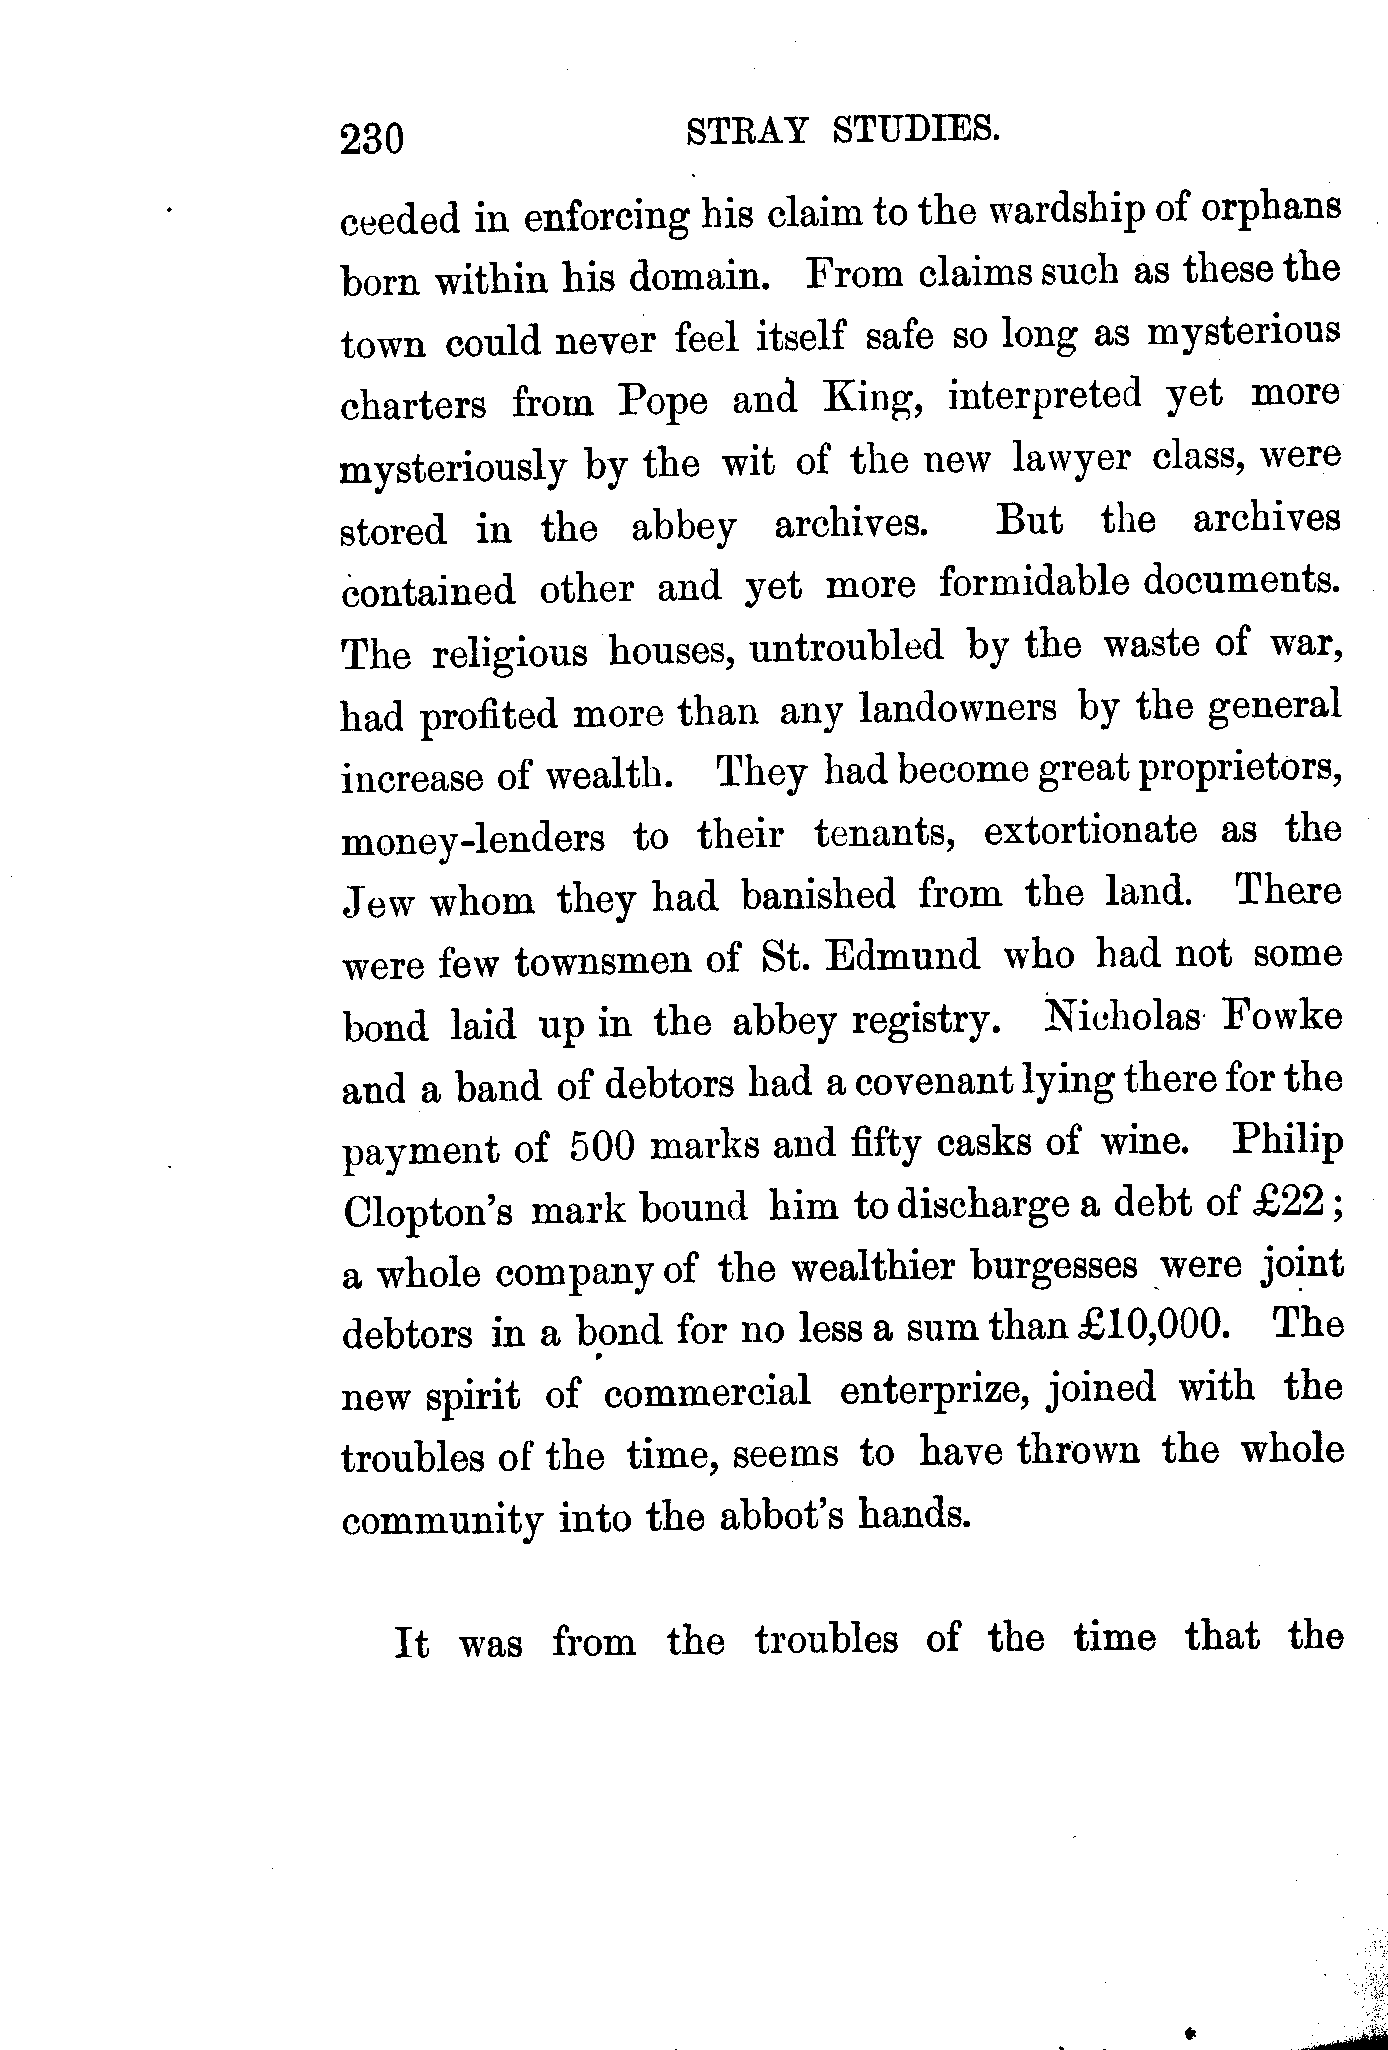 230 STRAY STUDIES.
ceeded in enforcing his claim to the wardship of orphans
born within his domain. From claims such as these the
town could never feel itself safe so long as mysterious
charters from Pope and King, interpreted yet more
mysteriously by the wit of the new lawyer class, were
stored in the abbey archives. But the archives
contained other and yet more formidable documents.
The religious houses, untroubled by the waste of war,
had profited more than any landowners by the general
increase of wealth. They had become great proprietors,
money-lenders to their tenants, extortionate as the
Jew whom they had banished from the land. There
were few townsmen of St. Edmund who had not some
bond laid up in the abbey registry. Nicholas Fowke
and a band of debtors had a covenant lying there for the
payment of 500 marks and fifty casks of wine. Philip
Clopton's mark bound him to discharge a debt of £22;
a whole company of the wealthier burgesses were joint
debtors in a bond for no less a sum than £10,000. The
new spirit of commercial enterprize, joined with the
troubles of the time, seems to have thrown the whole
community into the abbot's hands.
It was from the troubles of the time that the